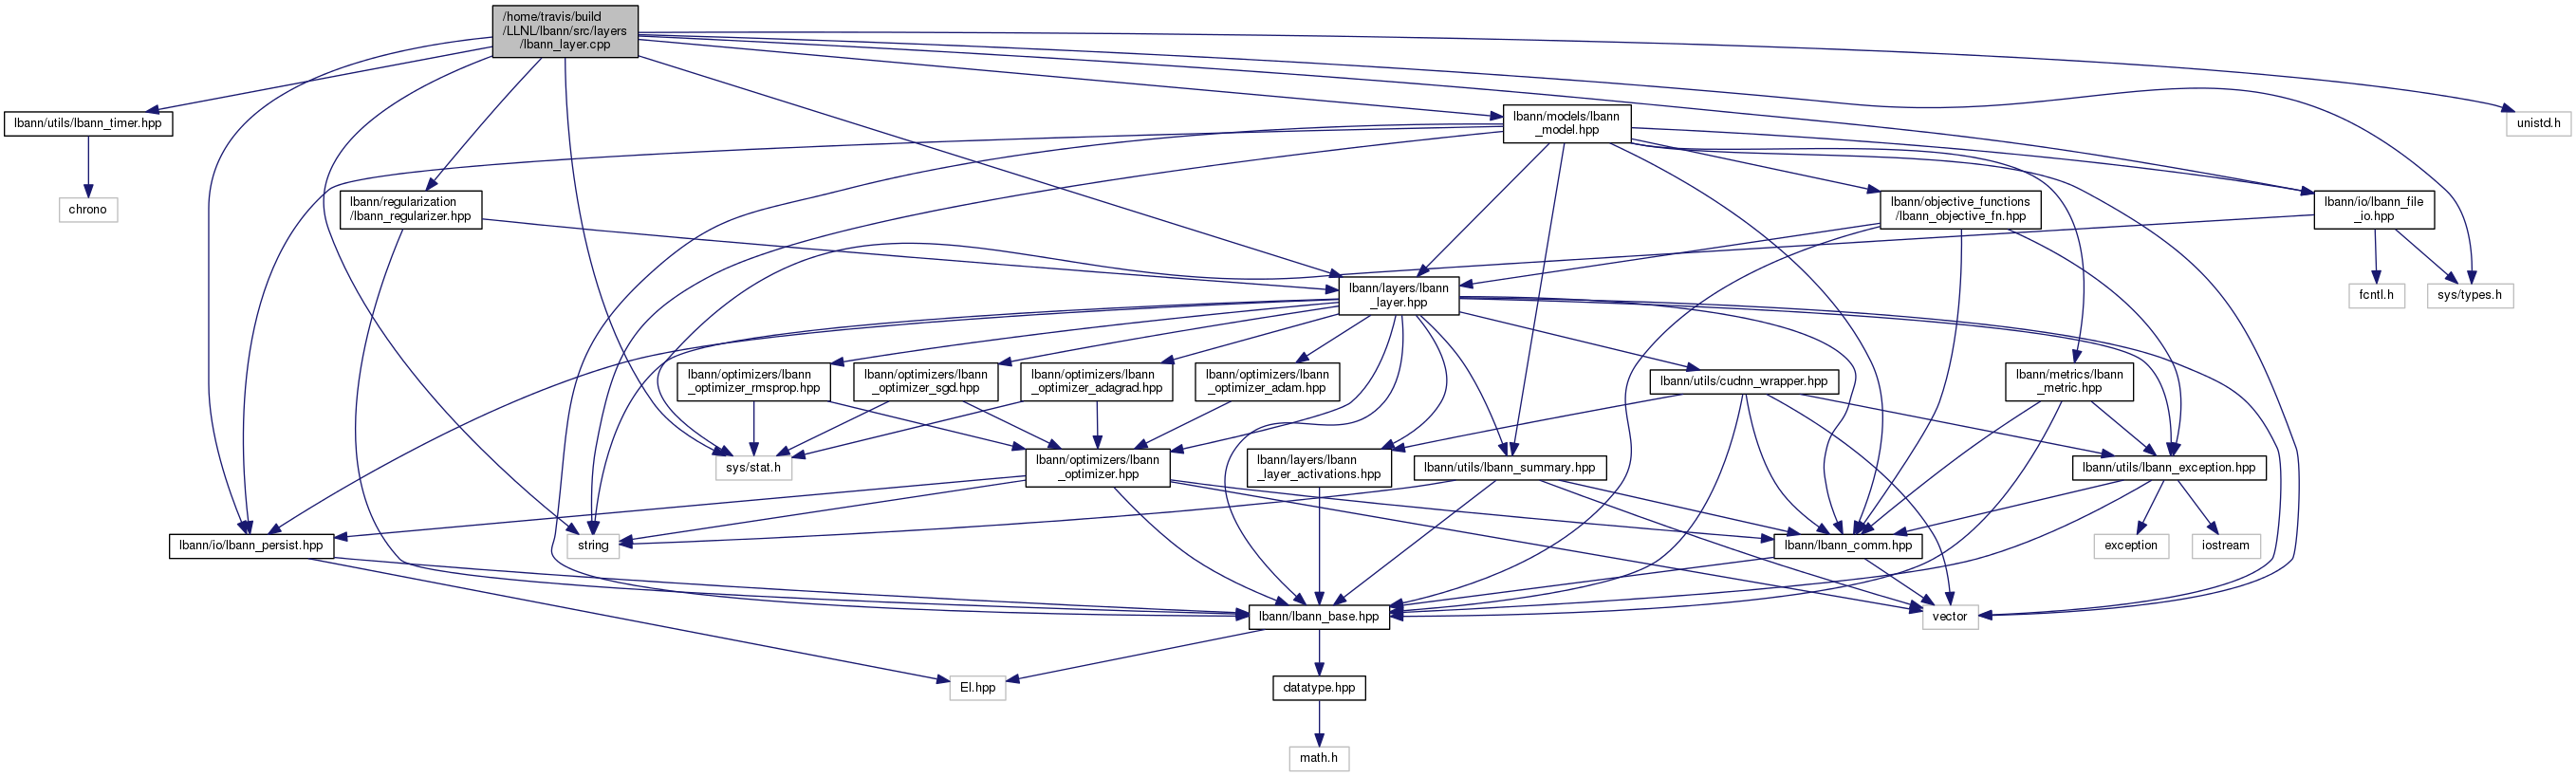 /home/travis/build
/LLNL/lbann/src/layers
/lbann_layer.cpp
lbann/utils/lbann_timer.hpp
lbann/models/lbann
_model.hpp
unistd.h
chrono
lbann/regularization
/lbann_regularizer.hpp
lbann/objective_functions
/lbann_objective_fn.hpp
lbann/io/lbann_file
_io.hpp
lbann/layers/lbann
_layer.hpp
fcntl.h
sys/types.h
lbann/optimizers/lbann
_optimizer_rmsprop.hpp
lbann/optimizers/lbann
_optimizer_sgd.hpp
lbann/optimizers/lbann
_optimizer_adagrad.hpp
lbann/optimizers/lbann
_optimizer_adam.hpp
lbann/utils/cudnn_wrapper.hpp
lbann/metrics/lbann
_metric.hpp
sys/stat.h
lbann/optimizers/lbann
_optimizer.hpp
lbann/layers/lbann
_layer_activations.hpp
lbann/utils/lbann_summary.hpp
lbann/utils/lbann_exception.hpp
lbann/io/lbann_persist.hpp
string
lbann/lbann_comm.hpp
exception
iostream
lbann/lbann_base.hpp
vector
El.hpp
datatype.hpp
math.h